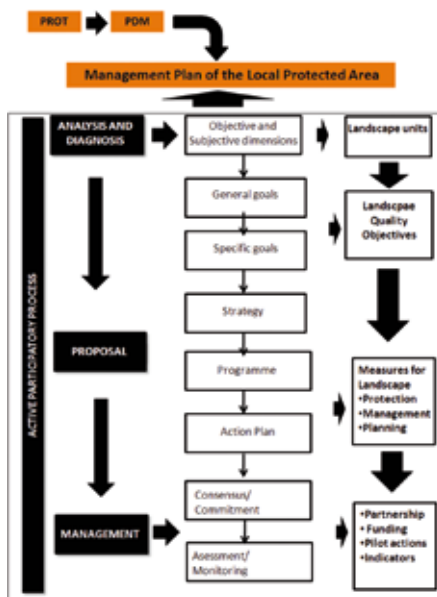 PROT
PDM
Management Plan of the Local Protected Area
ACTIVE PARTICIPATORY PROCESS
ANALYSIS AND
DIAGNOSIS
Objective and
Subjective dimensions
Landscape units
General goals
Landscpae
Quality
Objectives
Specific goals
Strategy
PROPOSAL
Programme
Measures for
Landscape
•Protection
•Management
•Planning
Action Plan
Consensus/
Commitment
MANAGEMENT
Asessment/
Monitoring
•Partnership
•Funding
•Pilot actions
•Indicators